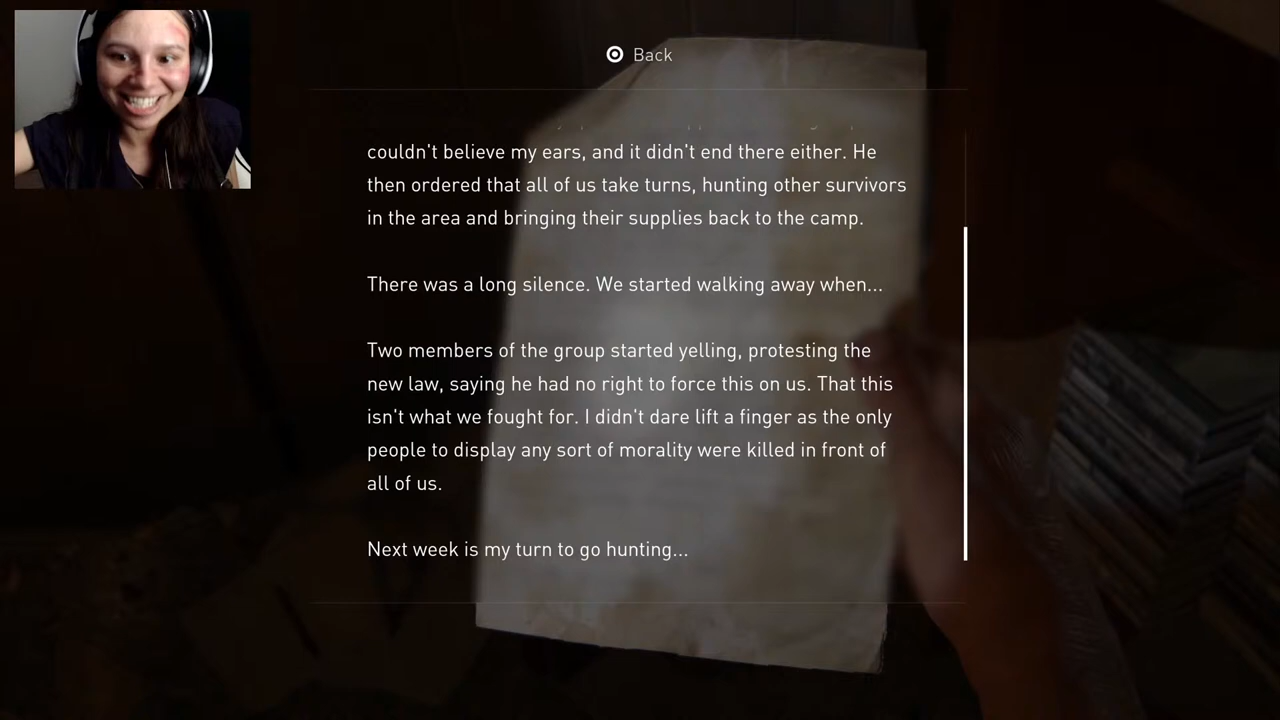 Back
couldn't believe my ears, and it didn't end there either. He
then ordered that all of us take turns, hunting other survivors
in the area and bringing their supplies back to the camp.
There was a long silence. We started walking away when...
Two members of the group started yelling, protesting the
new law, saying he had no right to force this on us. That this
isn't what we fought for. I didn't dare lift a finger as the only
people to display any sort of morality were killed in front of
all of us.
Next week is my turn to go hunting...